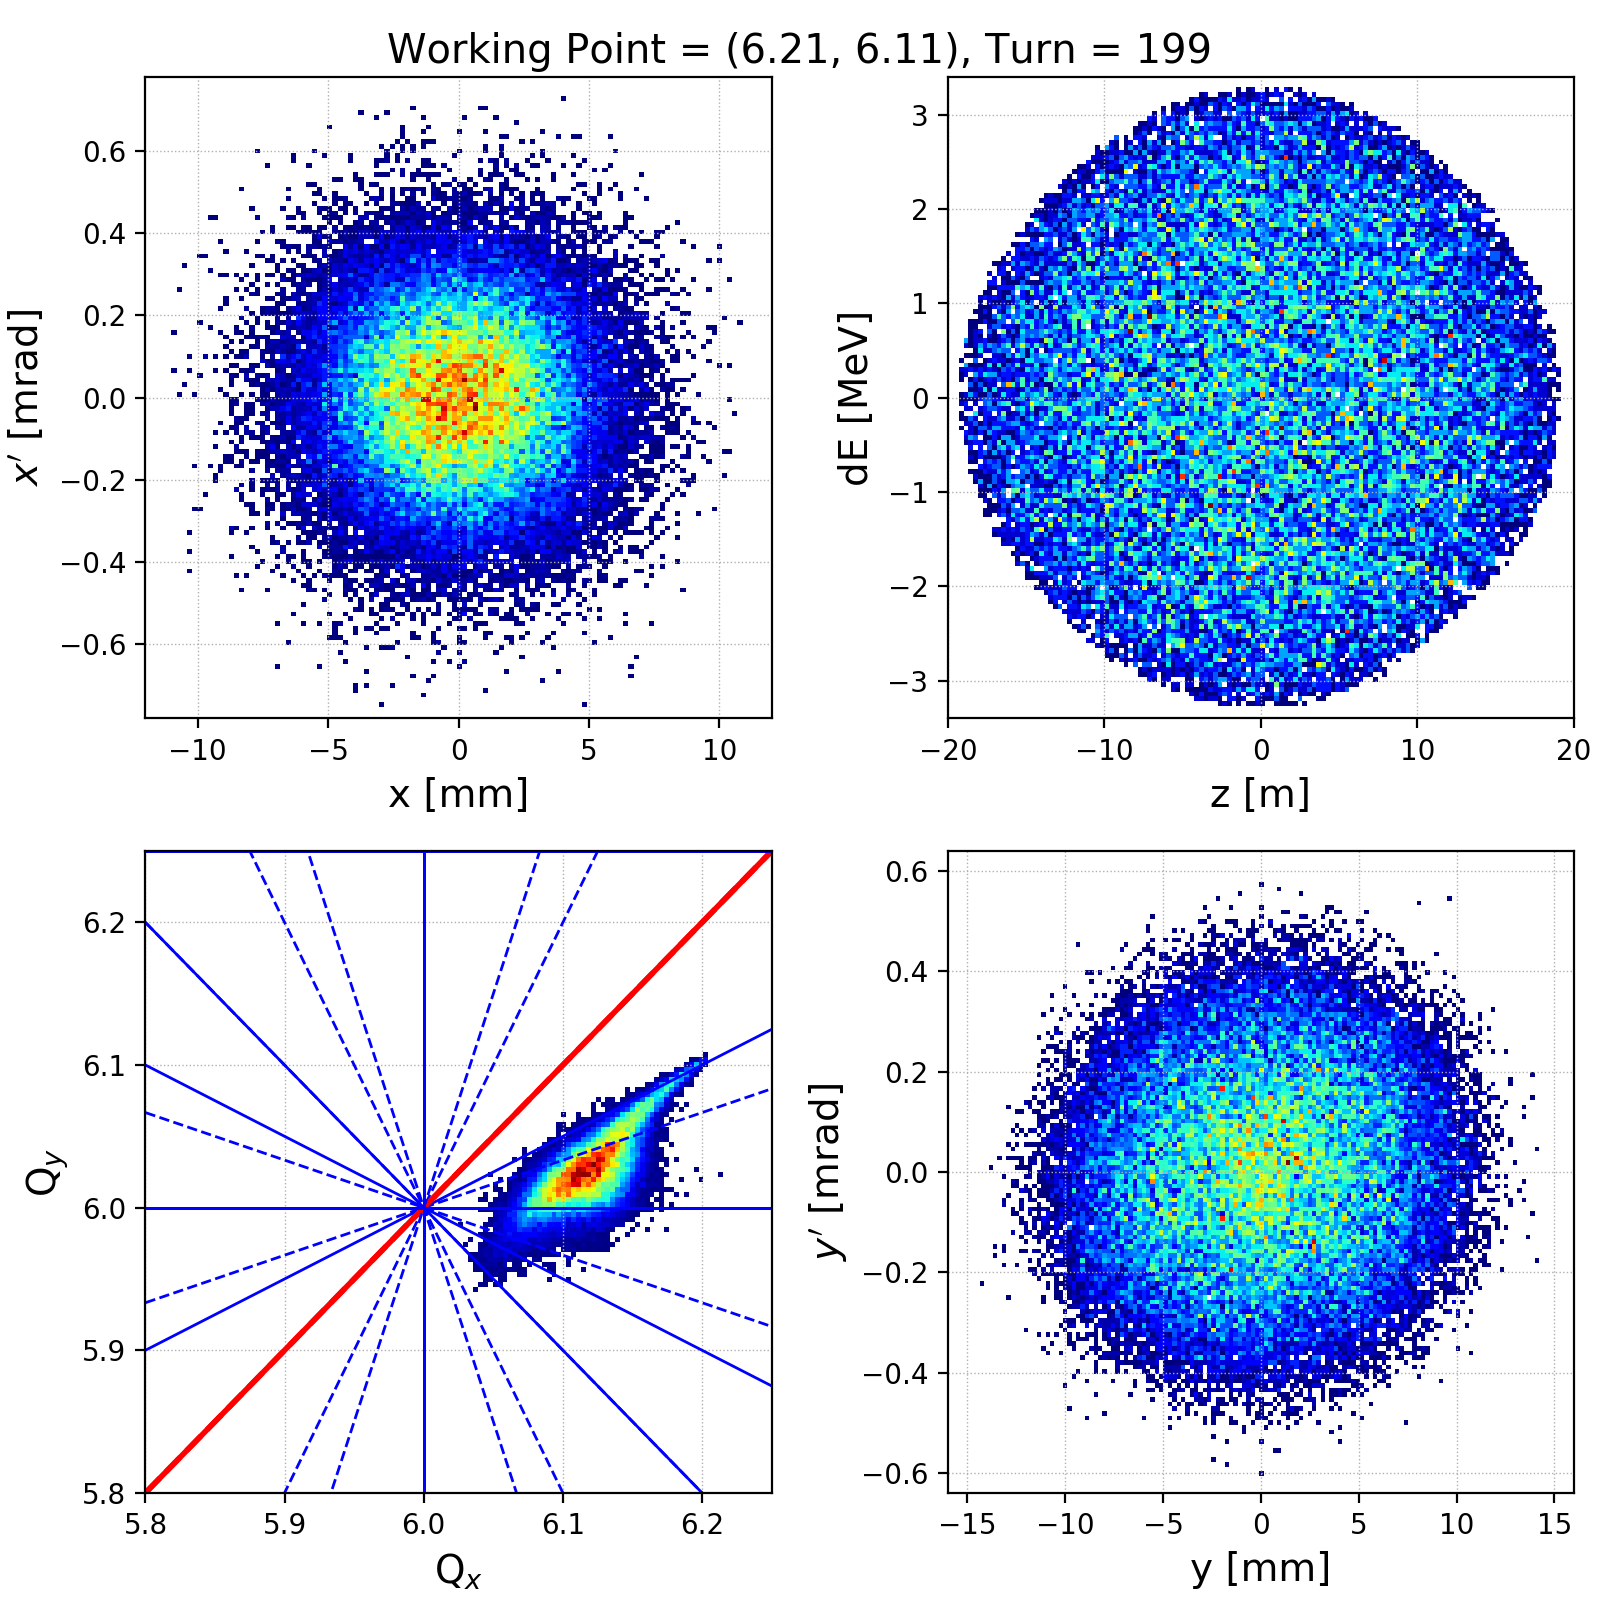 Working Point = (6.21, 6.11), Turn = 199
0.6
0.4
0.2
0.0
−0.2
−0.4
−0.6
x′ [mrad]
−10 −5 0 5 10
x [mm]
3
2
1
0
−1
−2
−3
dE [MeV]
−20 −10 0 10 20
z [m]
6.2
6.1
6.0
5.9
5.8
Qy
5.8 5.9 6.0 6.1 6.2
Qx
0.6
0.4
0.2
0.0
−0.2
−0.4
−0.6
y′ [mrad]
−15 −10 −5 0 5 10 15
y [mm]